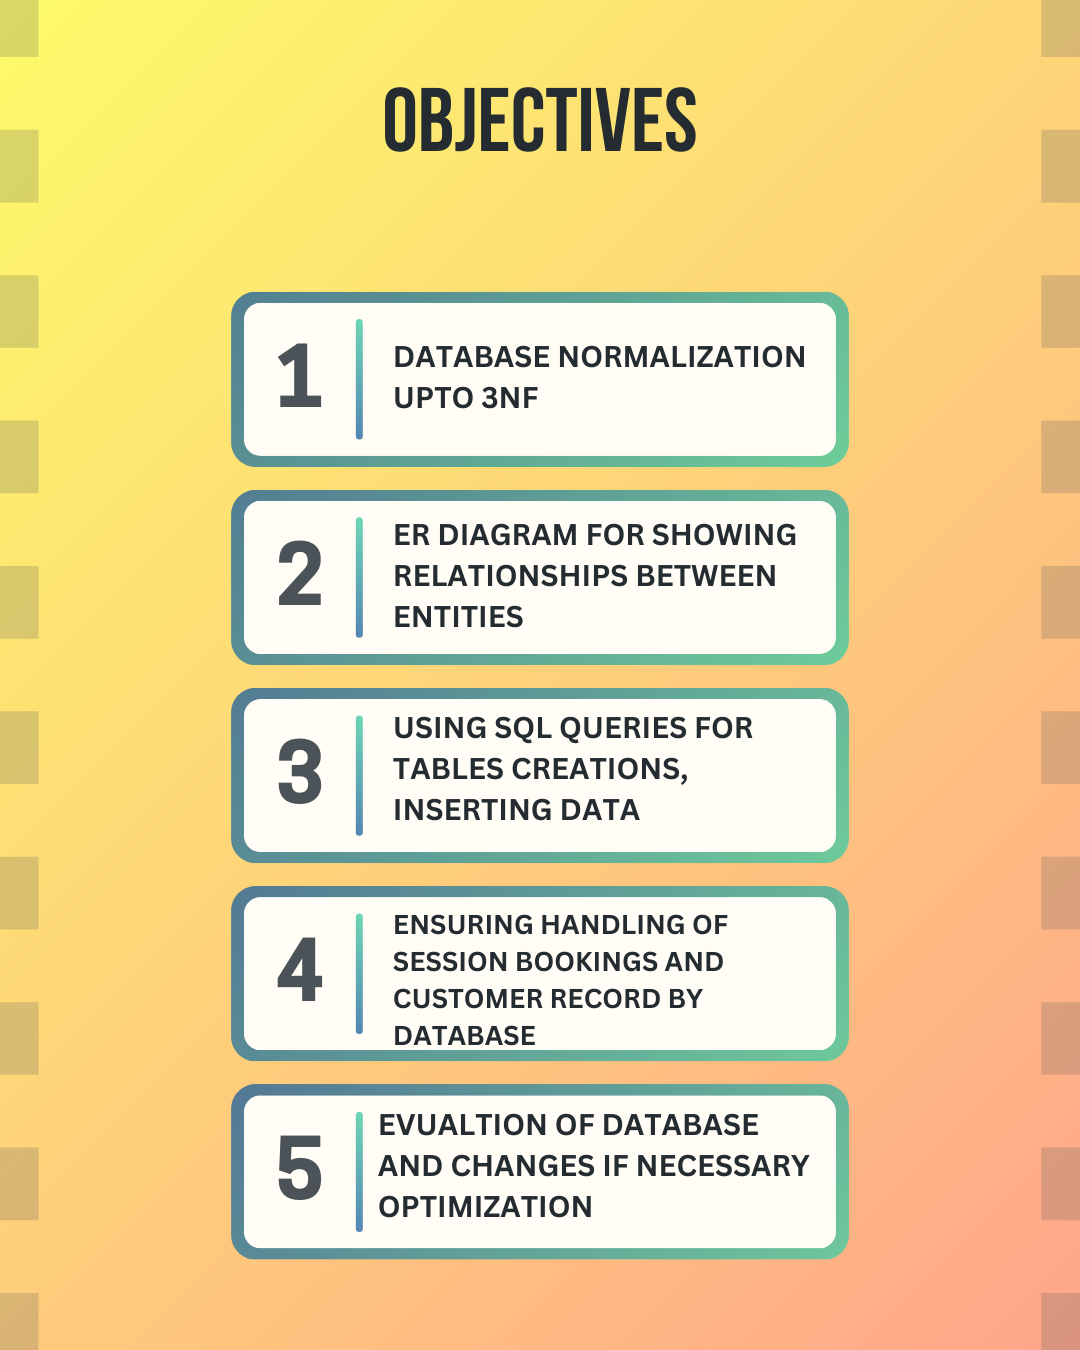 OBJECTIVES
1
DATABASE NORMALIZATION
UPTO 3NF
2
ER DIAGRAM FOR SHOWING
RELATIONSHIPS BETWEEN
ENTITIES
3
USING SQL QUERIES FOR
TABLES CREATIONS,
INSERTING DATA
4
ENSURING HANDLING OF
SESSION BOOKINGS AND
CUSTOMER RECORD BY
DATABASE
5
EVUALTION OF DATABASE
AND CHANGES IF NECESSARY
OPTIMIZATION